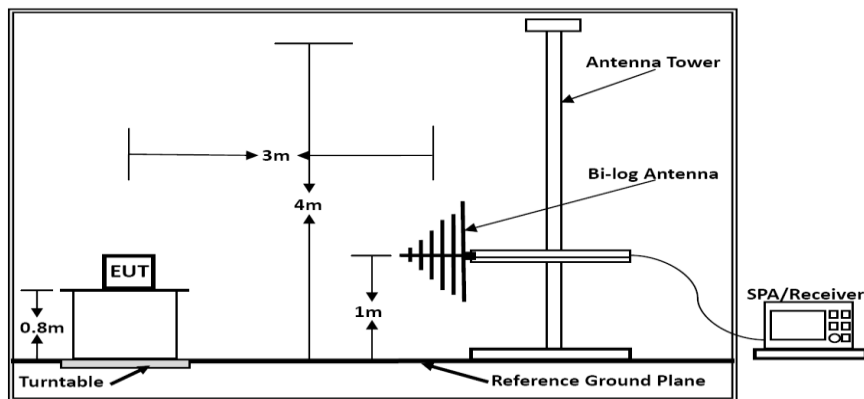 Antenna Tower
3m
Bi-log Antenna
4m
EUT
SPA/Receiver
0.8m
1m
Turntable
Reference Ground Plane